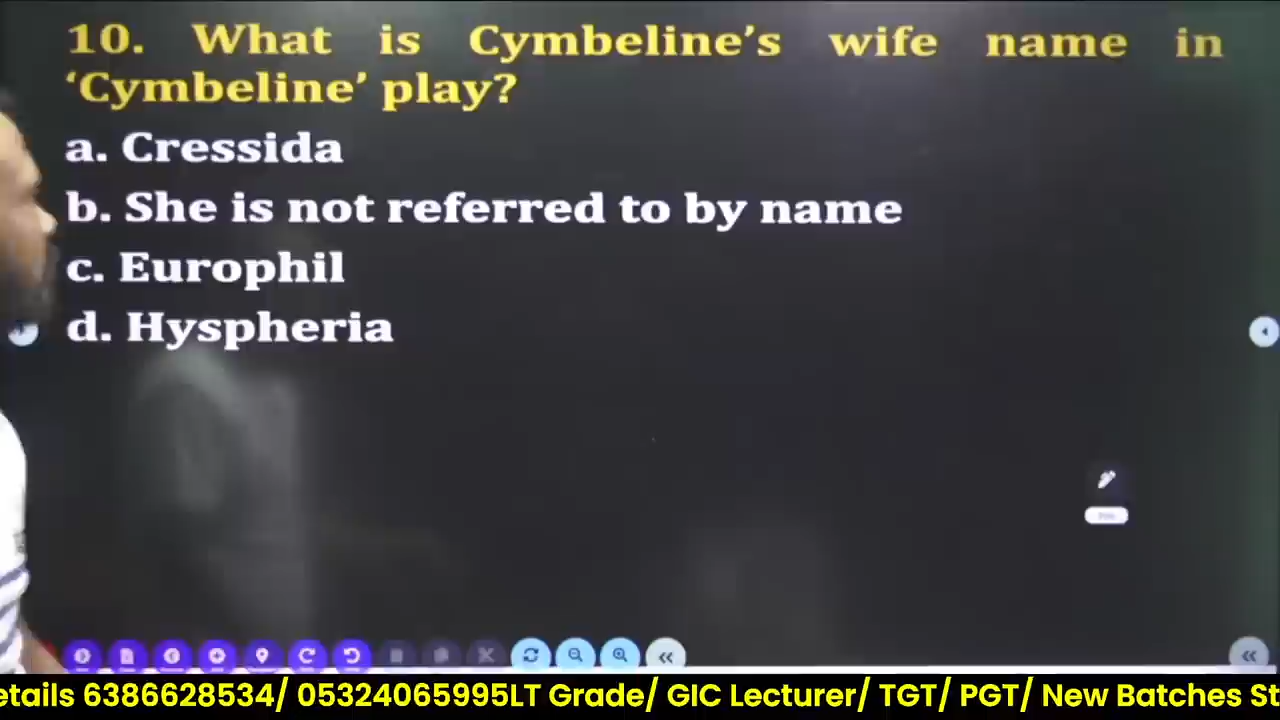 10. What is Cymbeline’s wife name in
‘Cymbeline’ play?
a. Cressida
b. She is not referred to by name
c. Europhil
d. Hyspheria
etails 6386628534/ 05324065995LT Grade/ GIC Lecturer/ TGT/ PGT/ New Batches St